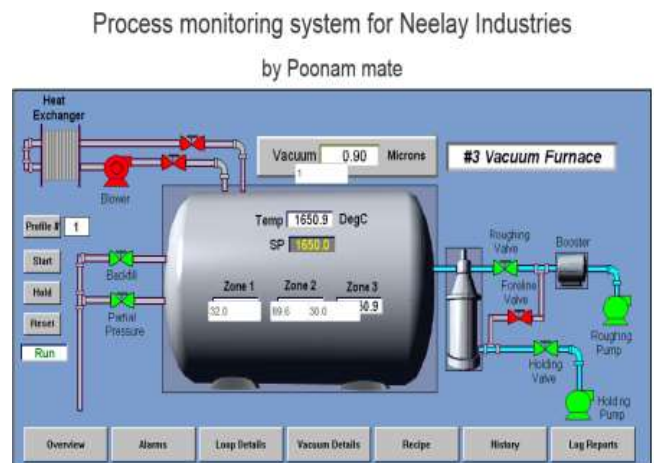 Process monitoring system for Neelay Industries
by Poonam mate
Heat
Exchanger
Vacuum 0.90 Microns
1
#3 Vacuum Furnace
Blower
Profile # 1
Temp 1650.9 DegC
SP 1650.0
Roughing
Valve
Booster
Start
Backfill
Foreline
Valve
Hold
Zone 1 Zone 2 Zone 3
32.0 30.0 0.9
Reset
Partial
Pressure
Roughing
Pump
Run
Holding
Valve
Holding
Pump
Overview Alarms Loop Details Vacuum Details Recipe History Log Reports